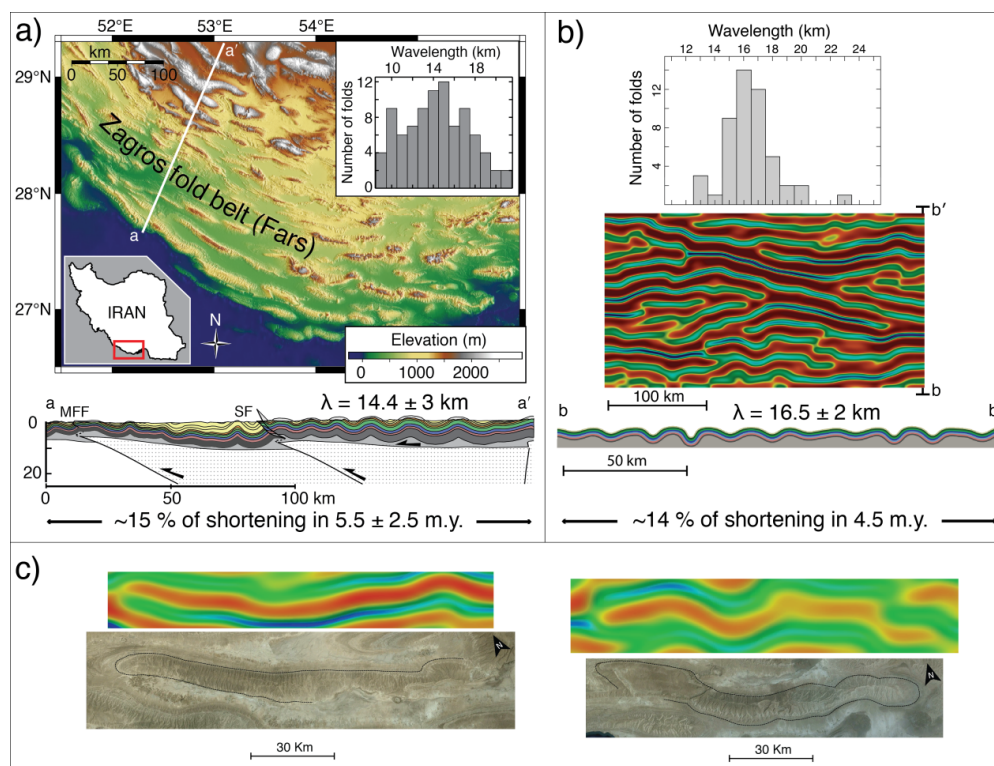 a)
52°E 53°E 54°E
km
0 50 100
a'
29°N
28°N
27°N
Zagros fold belt (Fars)
a
Wavelength (km)
10 14 18
Number of folds
12
8
4
0
IRAN
N
Elevation (m)
0 1000 2000
λ = 14.4 ± 3 km
a MFF SF a'
0
20
0 50 100 km
~15 % of shortening in 5.5 ± 2.5 m.y.
b)
Wavelength (km)
12 14 16 18 20 22 24
Number of folds
12
8
4
b'
b
100 km
λ = 16.5 ± 2 km
b b
50 km
~14 % of shortening in 4.5 m.y.
c)
N
30 Km
N
30 Km